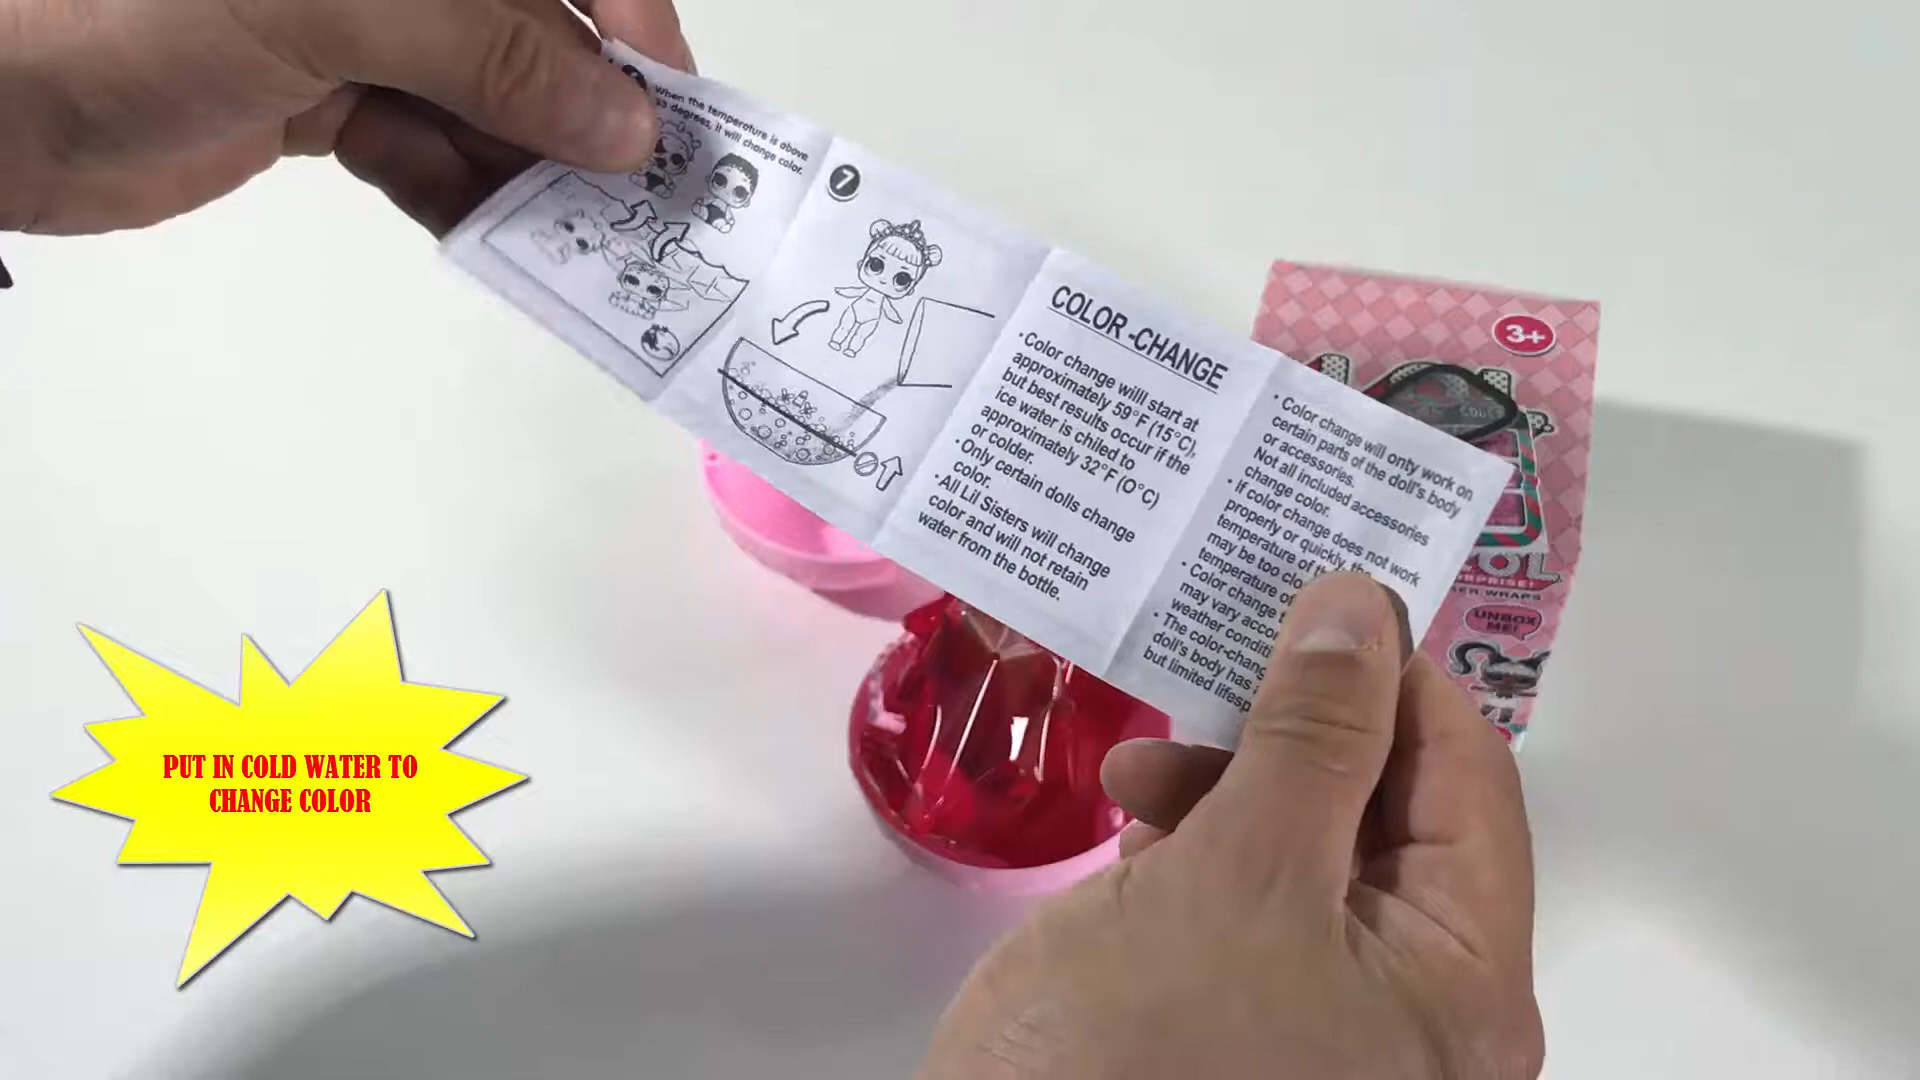 When the temperature is above
33 degrees, it will change color.
7
COLOR -CHANGE
·Color change willl start at
approximately 59°F (15°C),
but best results occur if the
ice water is chiled to
approximately 32°F (0°C)
or colder.
·Only certain dolls change
color.
·All Lil Sisters will change
color and will not retain
water from the bottle.
· Color change will only work on
certain parts of the doll's body
or accessories.
Not all included accessories
change color.
· If color change does not work
properly or quickly, the
temperature of
may be too
temperature of
· Color change
may vary
weather
· The
doll's body has
but limited
3+
UNBOX
ME!
PUT IN COLD WATER TO
CHANGE COLOR